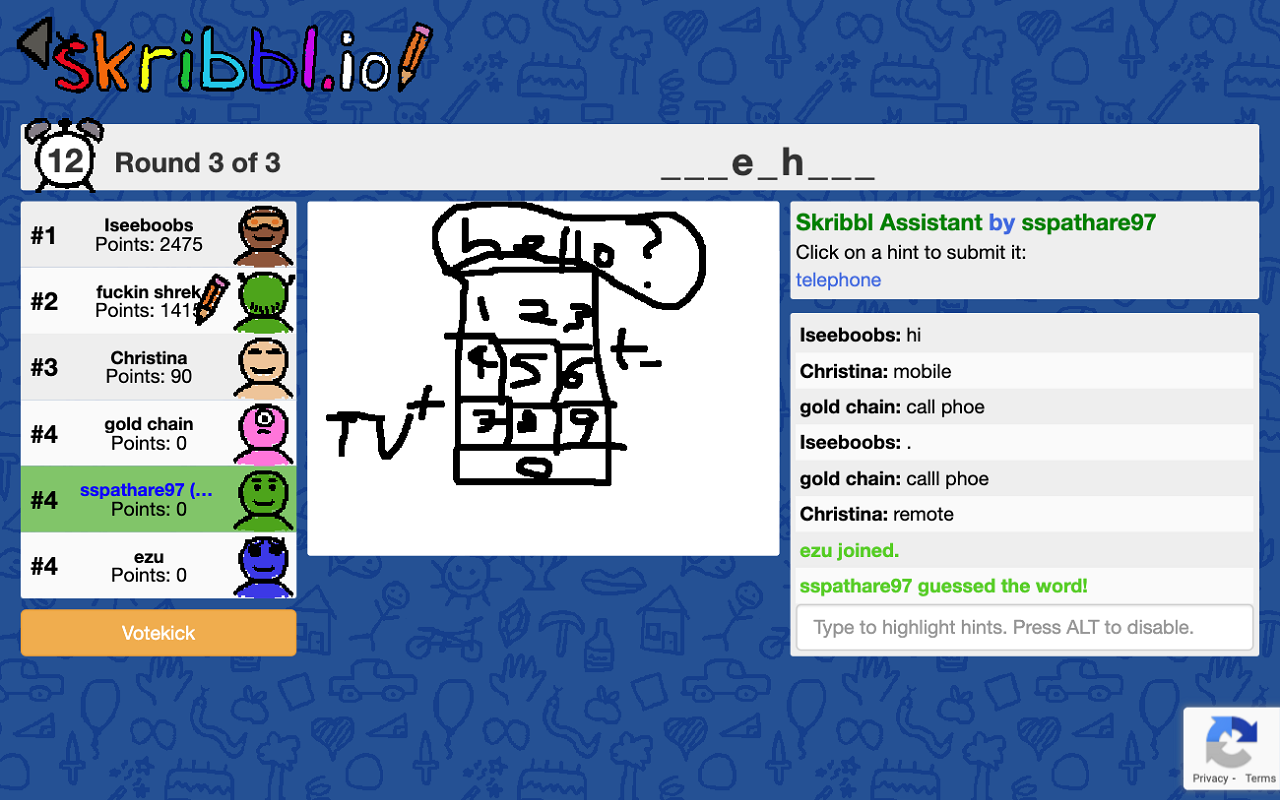 skribbl.io
12
Round 3 of 3
___e_h___
#1
Iseeboobs
Points: 2475
#2
fuckin shrek
Points: 1415
#3
Christina
Points: 90
#4
gold chain
Points: 0
#4
sspathare97 (...
Points: 0
#4
ezu
Points: 0
Votekick
hello?
1 2 3
4 5 6
+-
TV+
7 8 9
0
Skribbl Assistant by sspathare97
Click on a hint to submit it:
telephone
Iseeboobs: hi
Christina: mobile
gold chain: call phoe
Iseeboobs: .
gold chain: calll phoe
Christina: remote
ezu joined.
sspathare97 guessed the word!
Type to highlight hints. Press ALT to disable.
Privacy - Terms